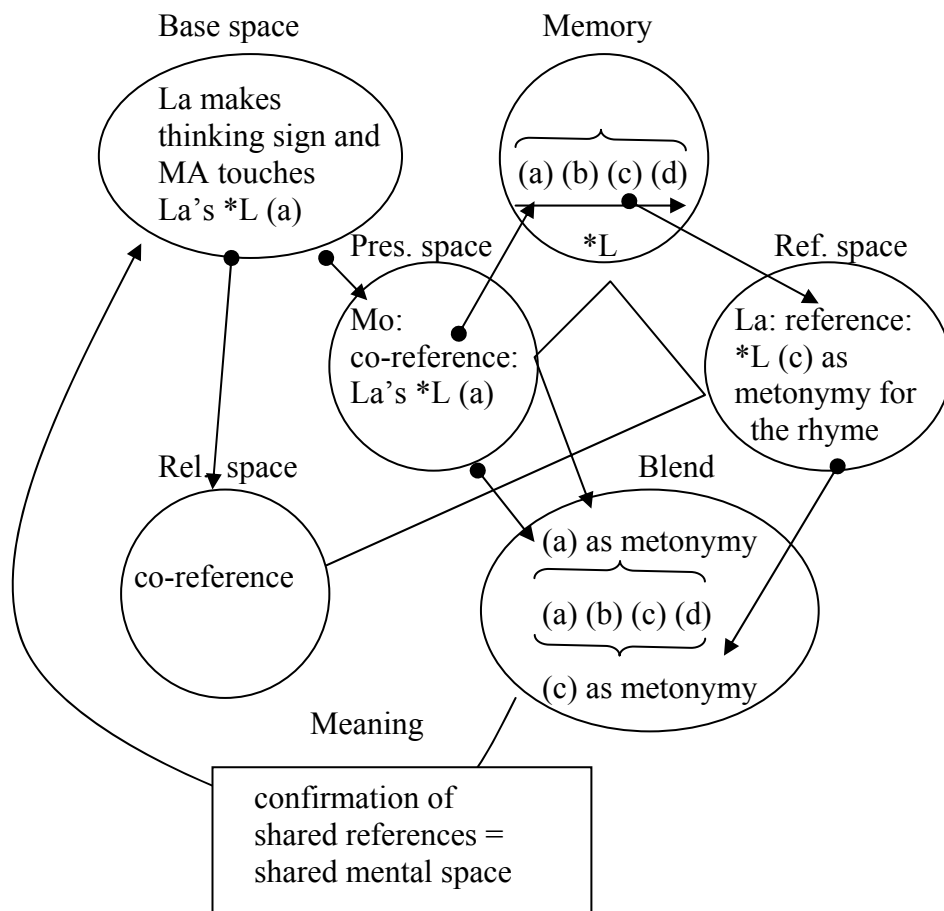 Base space
Memory
La makes
thinking sign and
MA touches
La's *L (a)
(a) (b) (c) (d)
*L
Pres. space
Ref. space
Mo:
co-reference:
La's *L (a)
La: reference:
*L (c) as
metonymy for
the rhyme
Rel. space
Blend
co-reference
(a) as metonymy
(a) (b) (c) (d)
(c) as metonymy
Meaning
confirmation of
shared references =
shared mental space